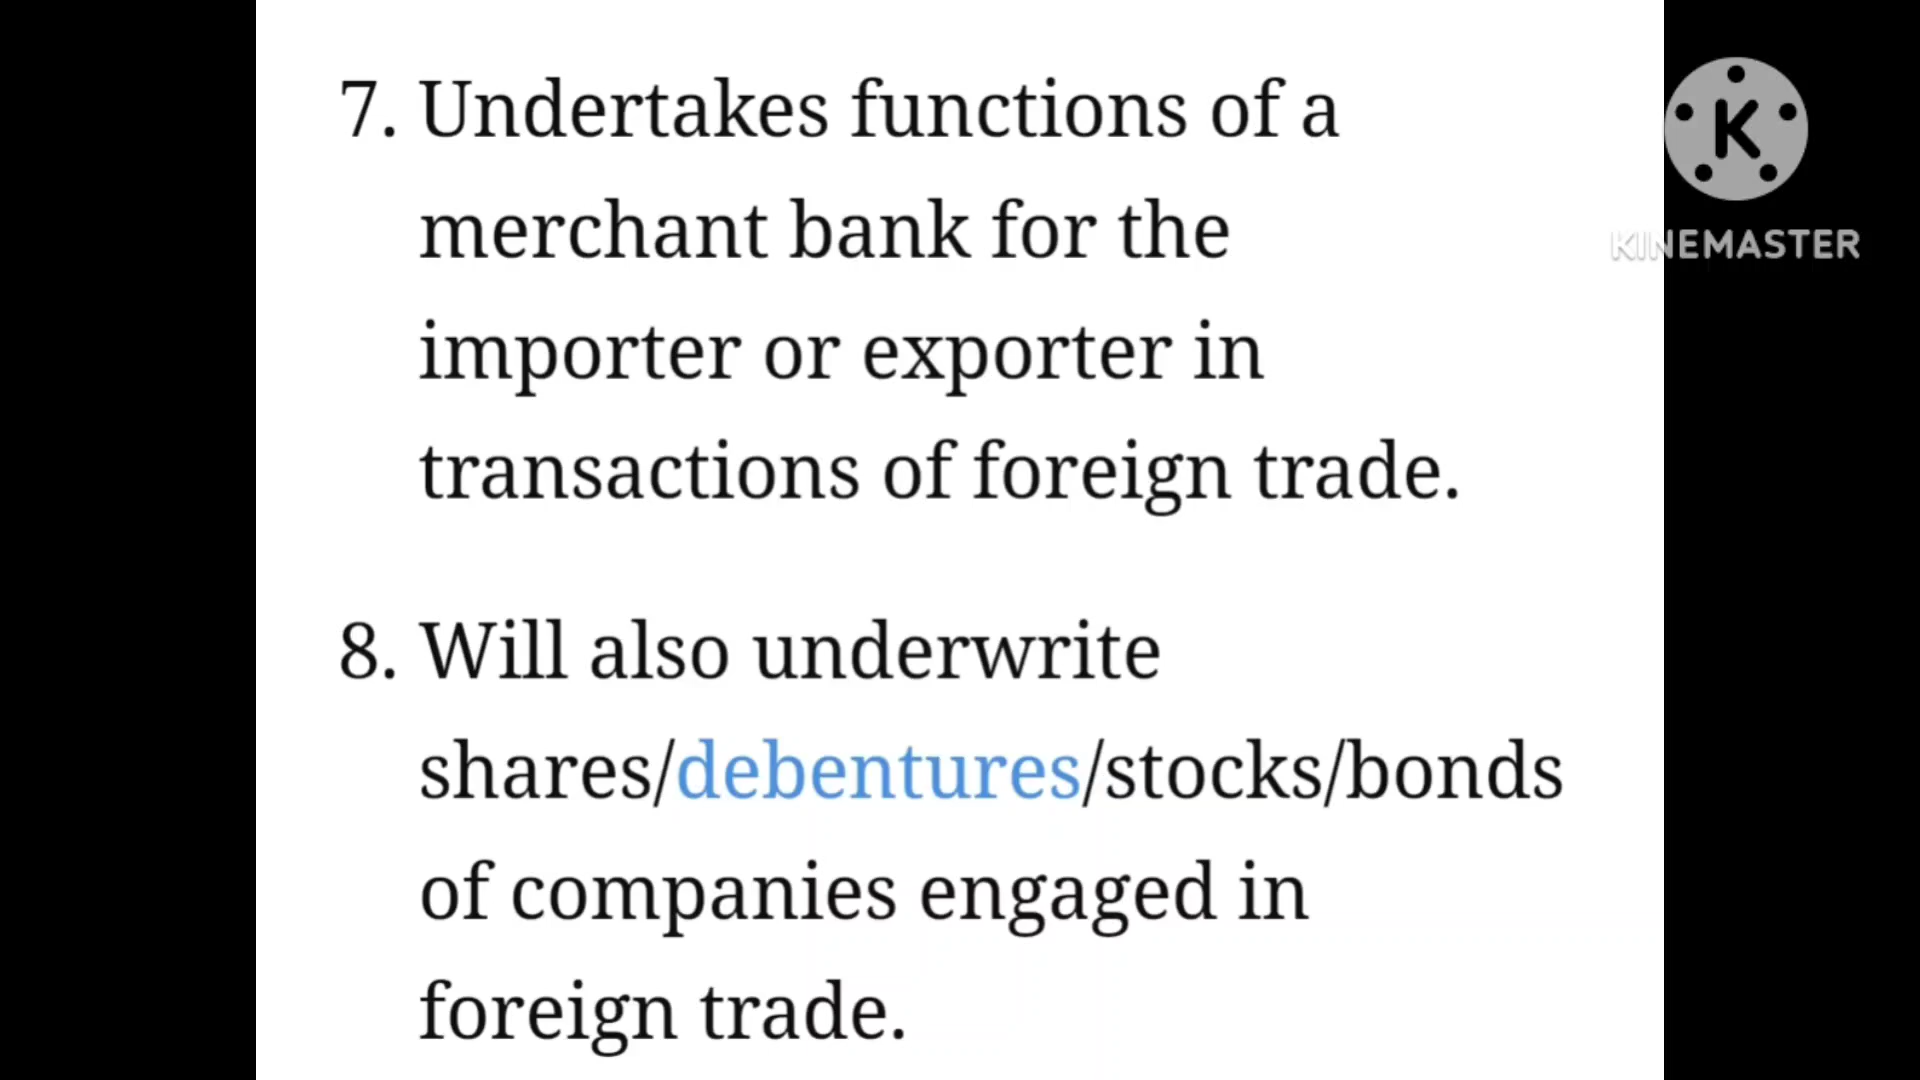 7. Undertakes functions of a
merchant bank for the
importer or exporter in
transactions of foreign trade.
8. Will also underwrite
shares/debentures/stocks/bonds
of companies engaged in
foreign trade.
K
KINEMASTER